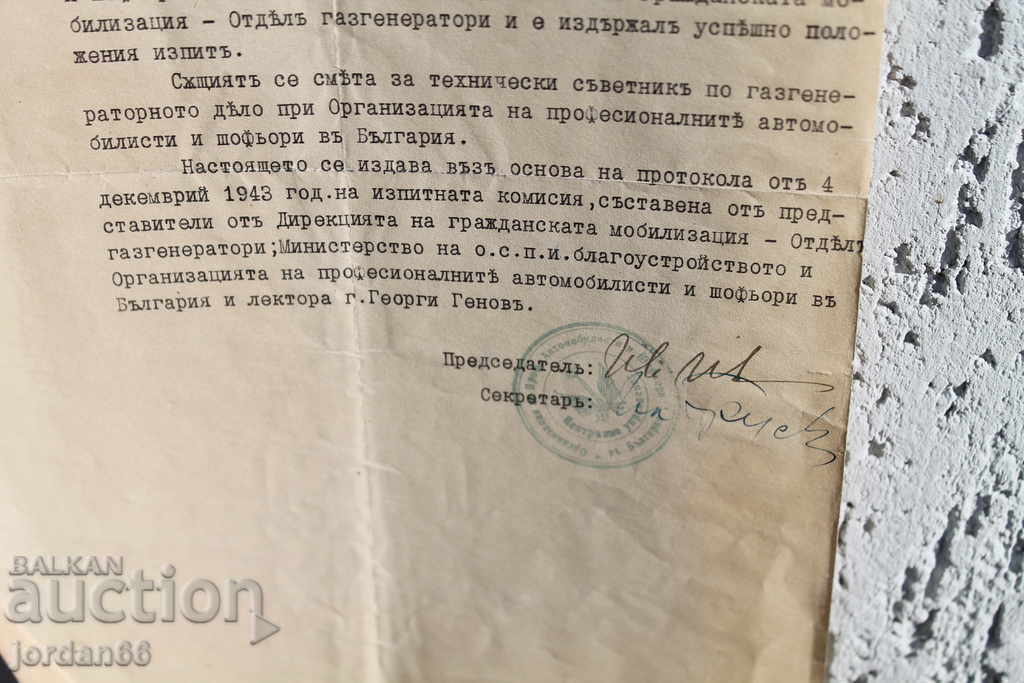 билизация - Отдѣлъ газгенератори и е издържалъ успѣшно поло-
жения изпитъ.
Сѫщиятъ се смѣта за технически съветникъ по газгене-
раторното дѣло при Организацията на професионалнитѣ автомо-
билисти и шофьори въ България.
Настоящето се издава възъ основа на протокола отъ 4
декемврий 1943 год.на изпитната комисия,съставена отъ пред-
ставители отъ Дирекцията на гражданската мобилизация - Отдѣлъ
газгенератори;Министерство на о.с.п.и.благоустройството и
Организацията на професионалнитѣ автомобилисти и шофьори въ
България и лектора г.Георги Геновъ.
Председатель:
Секретарь:
BALKAN
auction
jordan66